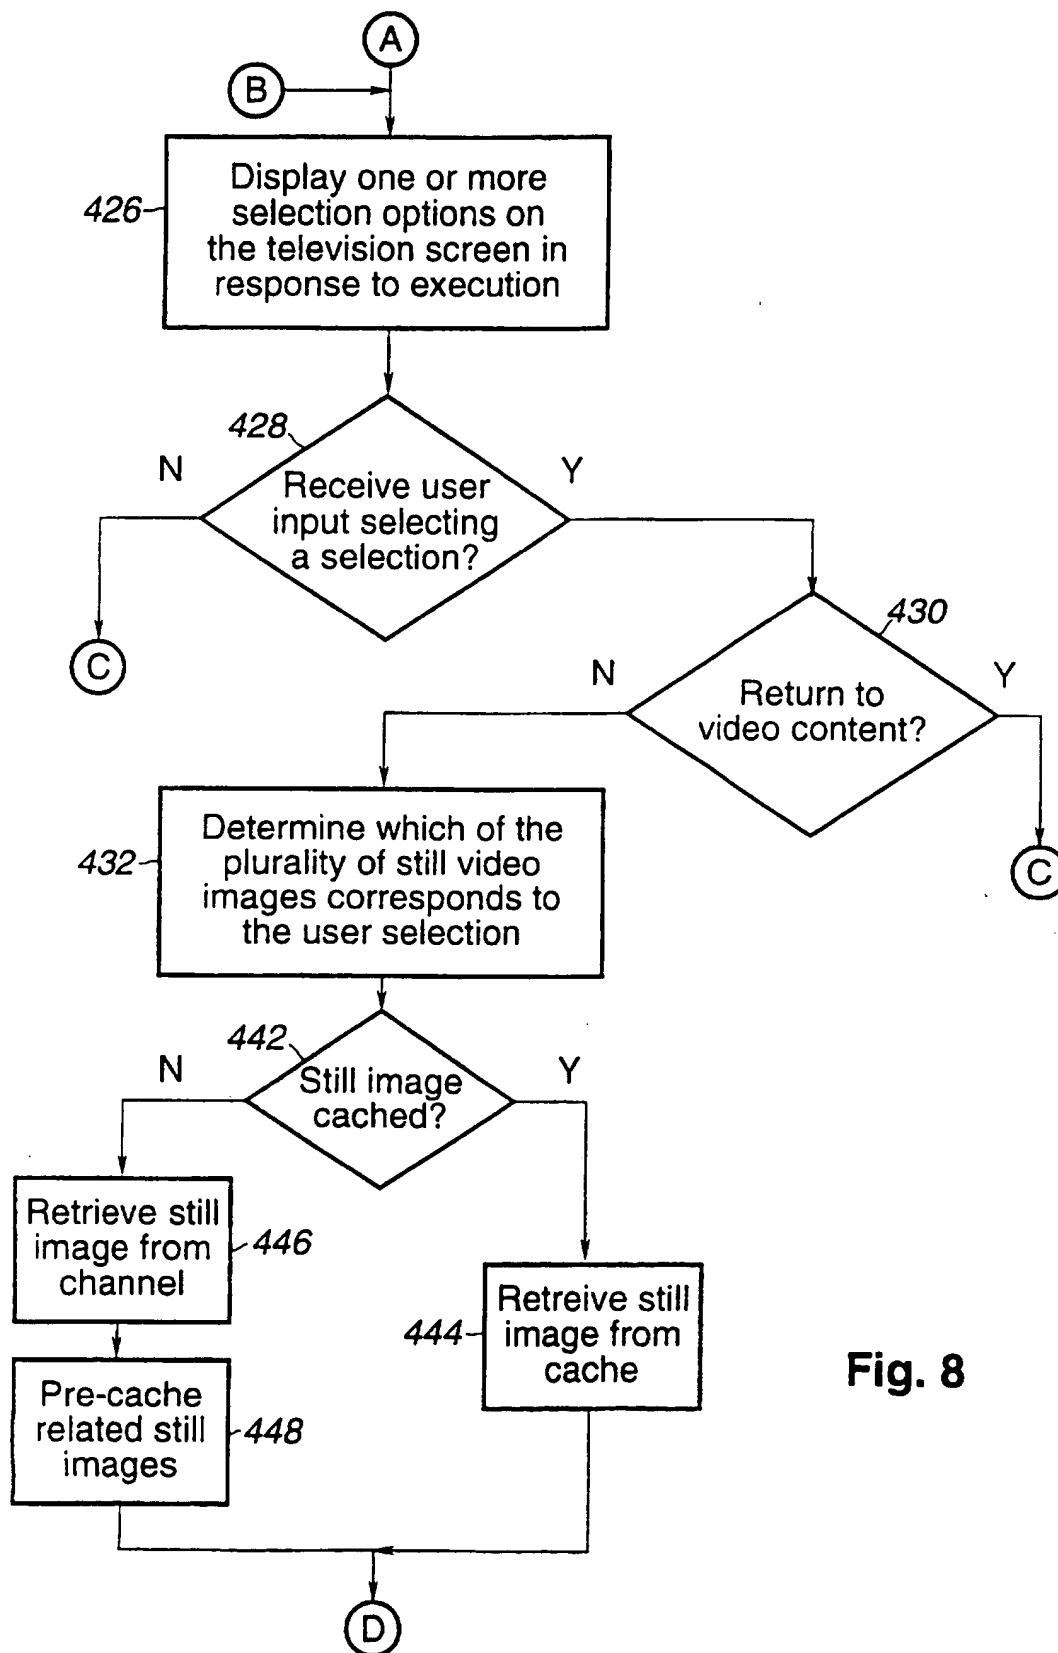 A
B
Display one or more
selection options on
the television screen in
response to execution
426
428
N
Y
Receive user
input selecting
a selection?
C
430
N
Y
Return to
video content?
C
Determine which of the
plurality of still video
images corresponds to
the user selection
432
442
N
Y
Still image
cached?
Retrieve still
image from
channel
446
Retreive still
image from
cache
444
Pre-cache
related still
images
448
Fig. 8
D